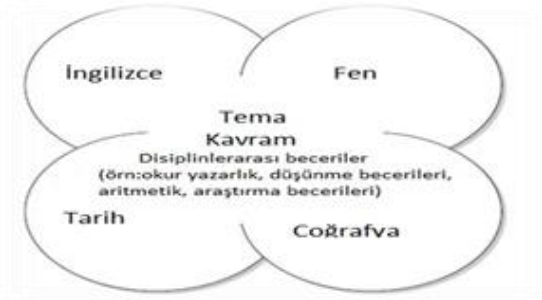 İngilizce
Fen
Tema
Kavram
Disiplinlerarası beceriler
(örn:okur yazarlık, düşünme becerileri,
aritmetik, araştırma becerileri)
Tarih
Coğrafya